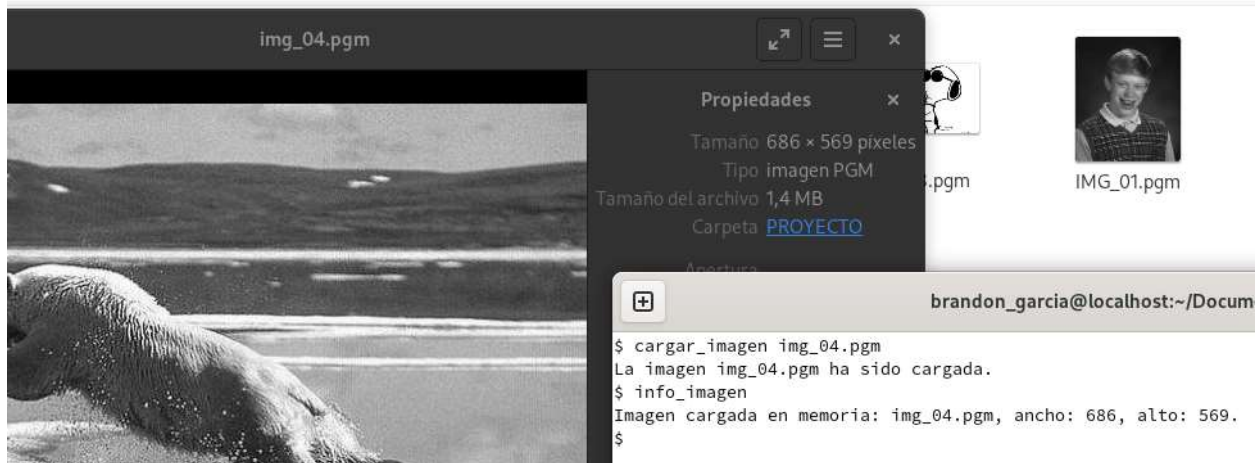 img_04.pgm
Propiedades
Tamaño 686 × 569 píxeles
Tipo imagen PGM
Tamaño del archivo 1,4 MB
Carpeta PROYECTO
Apertura
.pgm
IMG_01.pgm
brandon_garcia@localhost:~/Docum
$ cargar_imagen img_04.pgm
La imagen img_04.pgm ha sido cargada.
$ info_imagen
Imagen cargada en memoria: img_04.pgm, ancho: 686, alto: 569.
$